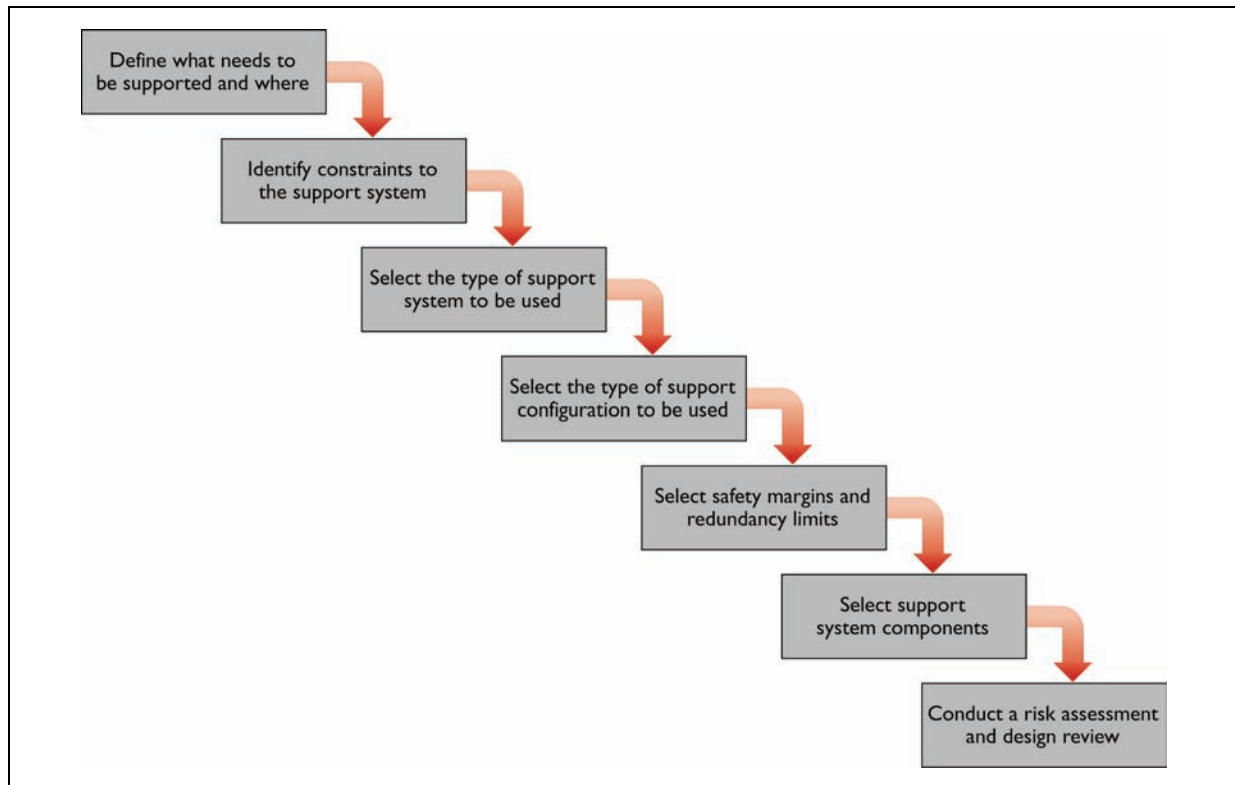 Define what needs to
be supported and where
Identify constraints to
the support system
Select the type of support
system to be used
Select the type of support
configuration to be used
Select safety margins and
redundancy limits
Select support
system components
Conduct a risk assessment
and design review